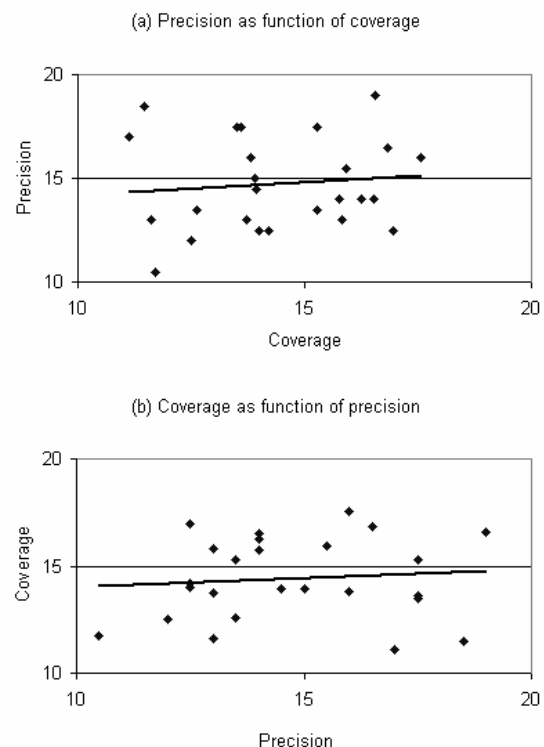 (a) Precision as function of coverage
20
Precision
15
10
10 15 20
Coverage
(b) Coverage as function of precision
20
Coverage
15
10
10 15 20
Precision